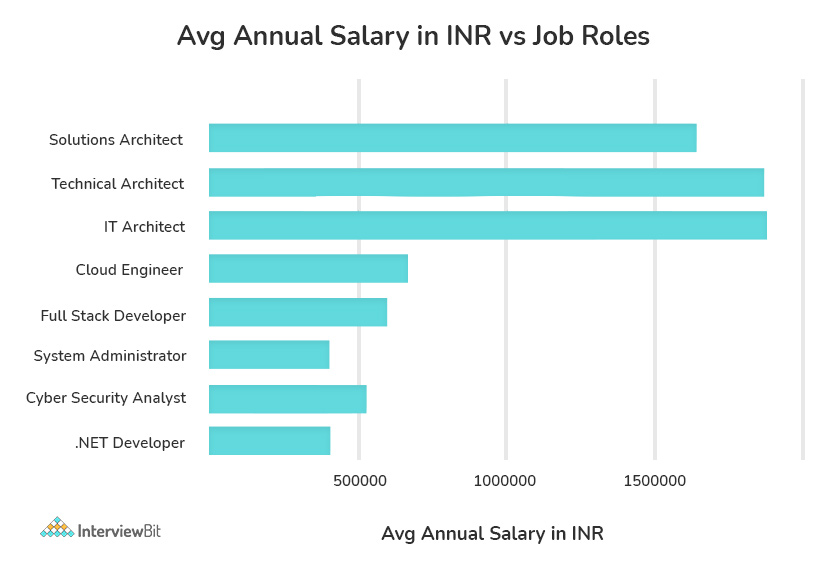 Avg Annual Salary in INR vs Job Roles
Solutions Architect
Technical Architect
IT Architect
Cloud Engineer
Full Stack Developer
System Administrator
Cyber Security Analyst
.NET Developer
500000 1000000 1500000
InterviewBit
Avg Annual Salary in INR